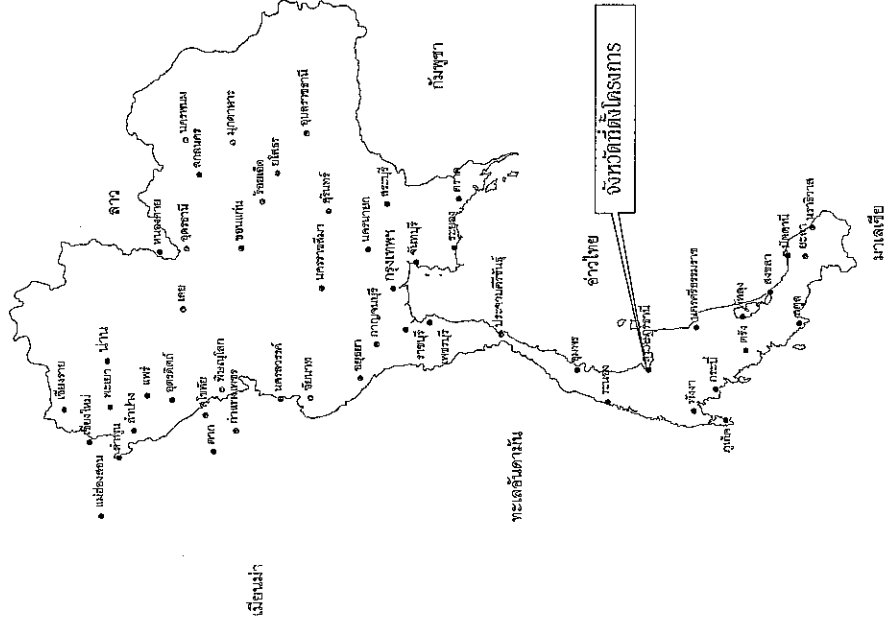 ลาว
เชียงราย
เชียงใหม่
แม่ฮ่องสอน
ลำพูน
พะเยา
น่าน
ลำปาง
แพร่
อุตรดิตถ์
หนองคาย
อุดรธานี
เลย
นครพนม
สกลนคร
มุกดาหาร
สุโขทัย
ตาก
พิษณุโลก
กำแพงเพชร
ขอนแก่น
ร้อยเอ็ด
ยโสธร
อุบลราชธานี
เมียนม่า
นครสวรรค์
ชัยนาท
นครราชสีมา
สุรินทร์
อยุธยา
นครนายก
สระบุรี
กาญจนบุรี
กรุงเทพฯ
จันทบุรี
กัมพูชา
ราชบุรี
เพชรบุรี
ระยอง
ตราด
ประจวบคีรีขันธ์
ทะเลอันดามัน
อ่าวไทย
จังหวัดที่ตั้งโครงการ
ชุมพร
ระนอง
สุราษฎร์ธานี
นครศรีธรรมราช
พังงา
กระบี่
ภูเก็ต
ตรัง
พัทลุง
สงขลา
สตูล
ปัตตานี
ยะลา
นราธิวาส
มาเลเซีย